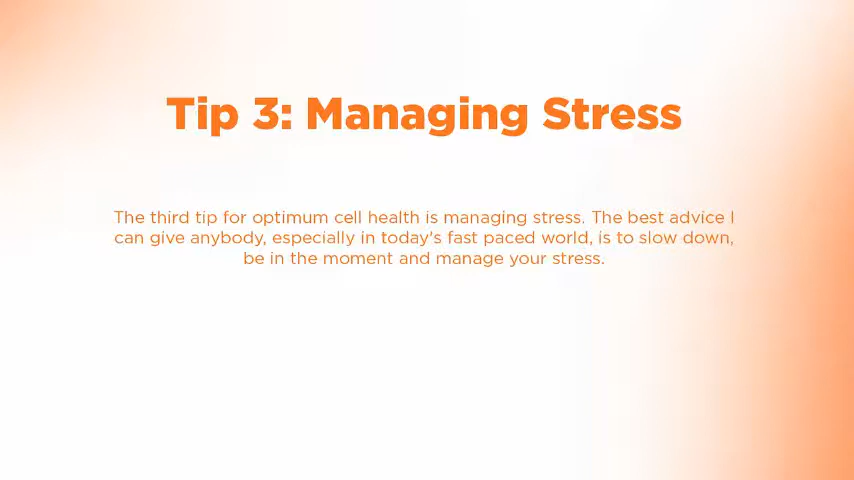 Tip 3: Managing Stress
The third tip for optimum cell health is managing stress. The best advice I
can give anybody, especially in today's fast paced world, is to slow down,
be in the moment and manage your stress.